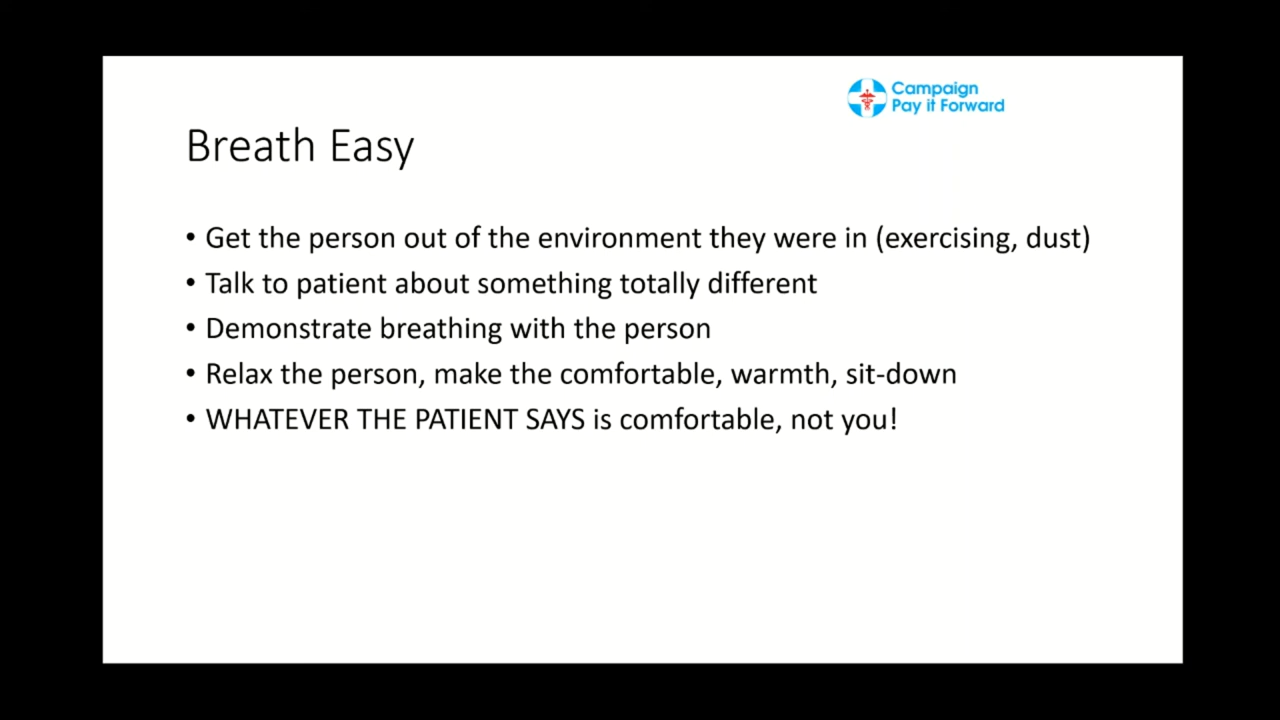 Campaign
Pay it Forward
Breath Easy
• Get the person out of the environment they were in (exercising, dust)
• Talk to patient about something totally different
• Demonstrate breathing with the person
• Relax the person, make the comfortable, warmth, sit-down
• WHATEVER THE PATIENT SAYS is comfortable, not you!